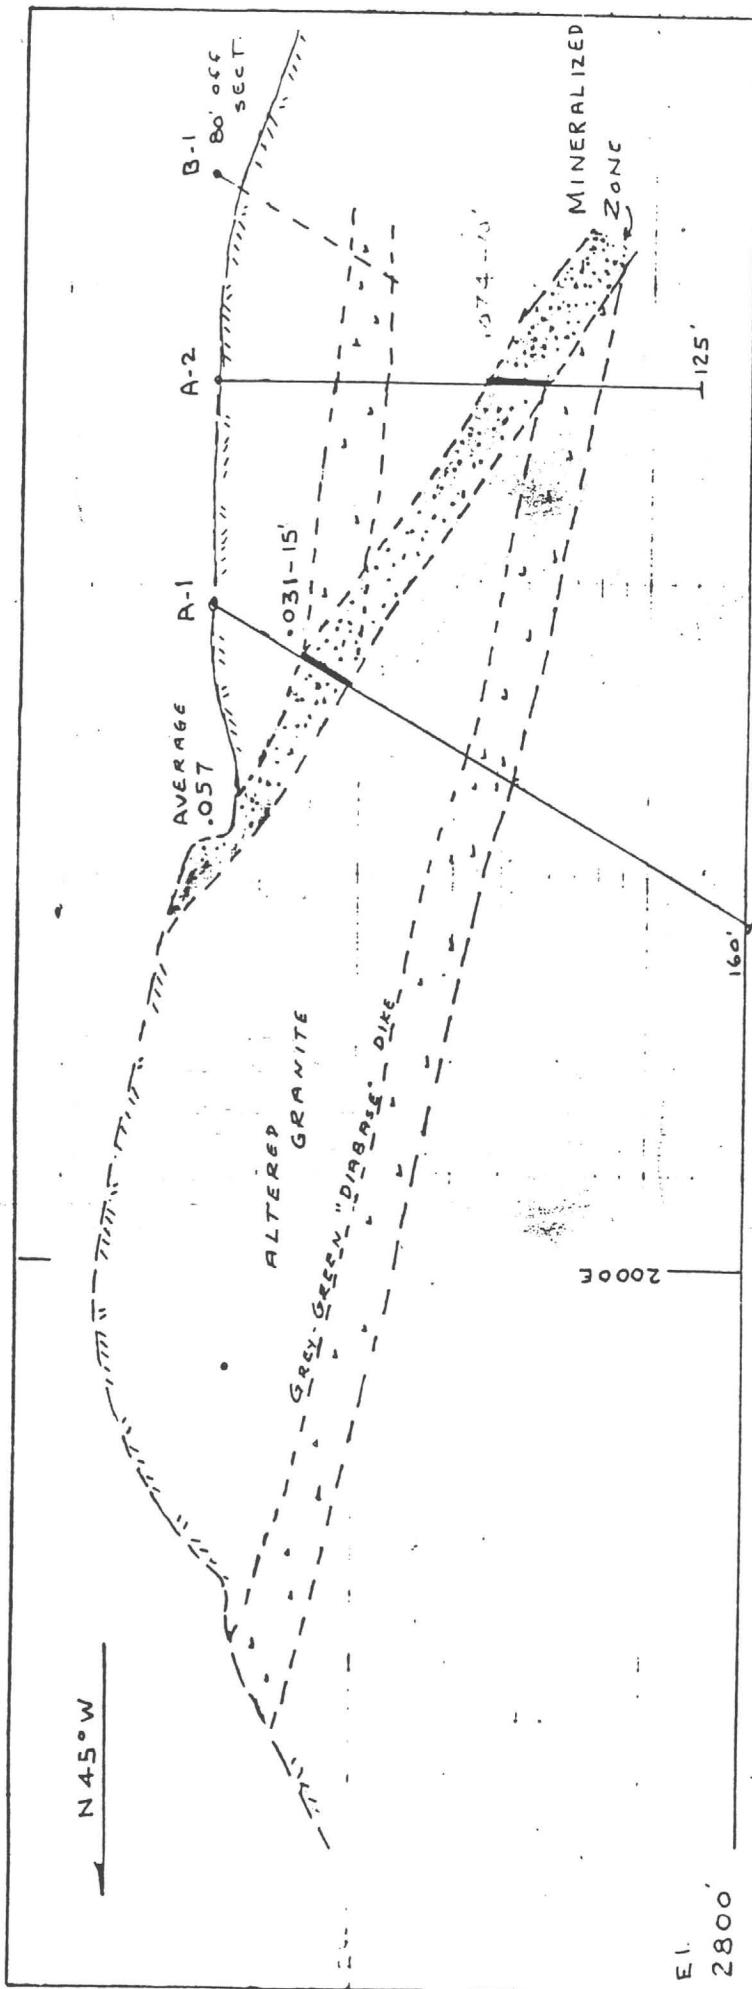 N 45° W
B-1
80' off
SECT.
A-2
A-1
AVERAGE
.057
.031-15'
MINERALIZED
ZONE
ALTERED
GRANITE
GREY-GREEN "DIABASE" DIKE
125'
160'
2000E
El.
2800'